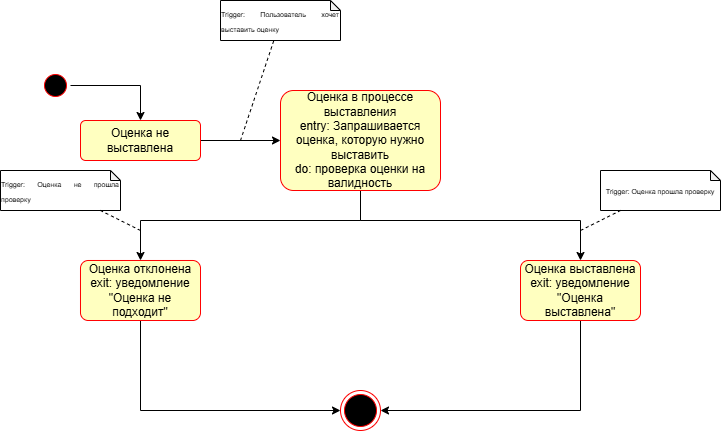 Trigger: Пользователь хочет
выставить оценку
Оценка не
выставлена
Оценка в процессе
выставления
entry: Запрашивается
оценка, которую нужно
выставить
do: проверка оценки на
валидность
Trigger: Оценка не прошла
проверку
Trigger: Оценка прошла проверку
Оценка отклонена
exit: уведомление
"Оценка не
подходит"
Оценка выставлена
exit: уведомление
"Оценка
выставлена"